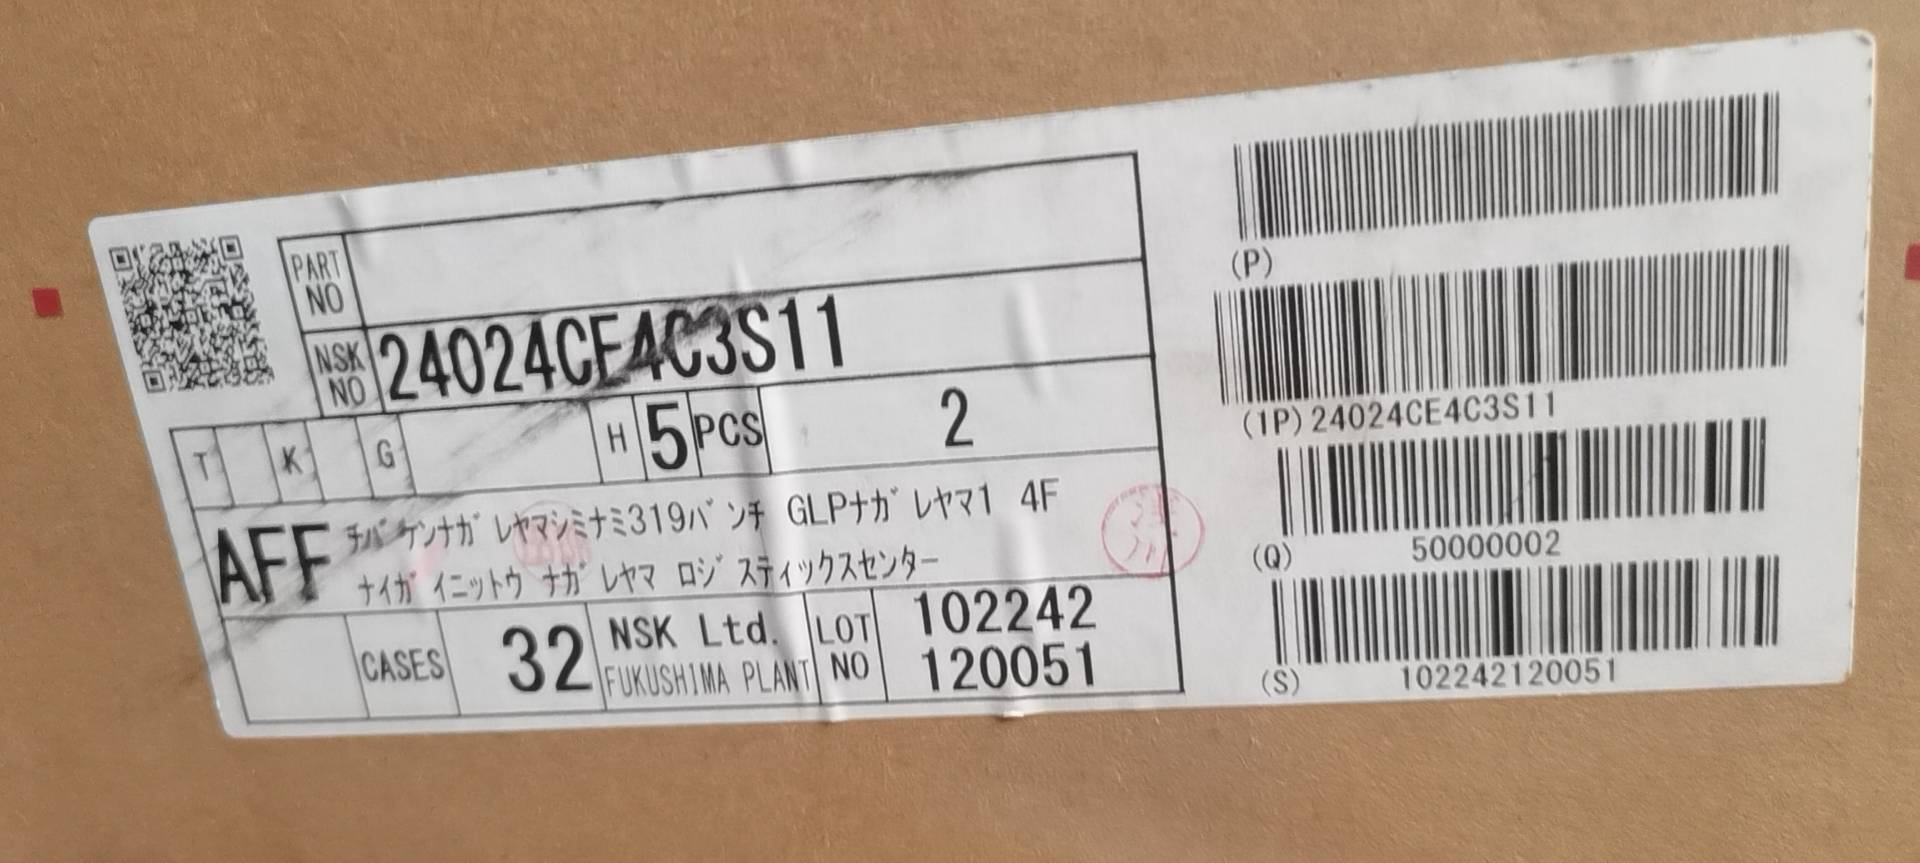 PART NO
NSK NO 24024CE4C3S11
T K G H 5 PCS 2
AFF ﾁﾊﾞｹﾝﾅｶﾞﾚﾔﾏｼﾐﾅﾐ319ﾊﾞﾝﾁ GLPﾅｶﾞﾚﾔﾏ1 4F
ﾅｲｶﾞｲﾆｯﾄｳ ﾅｶﾞﾚﾔﾏ ﾛｼﾞｽﾃｨｯｸｽｾﾝﾀｰ
CASES 32 NSK Ltd.
FUKUSHIMA PLANT
LOT NO 102242
120051
(P)
(1P) 24024CE4C3S11
(Q) 50000002
(S) 102242120051